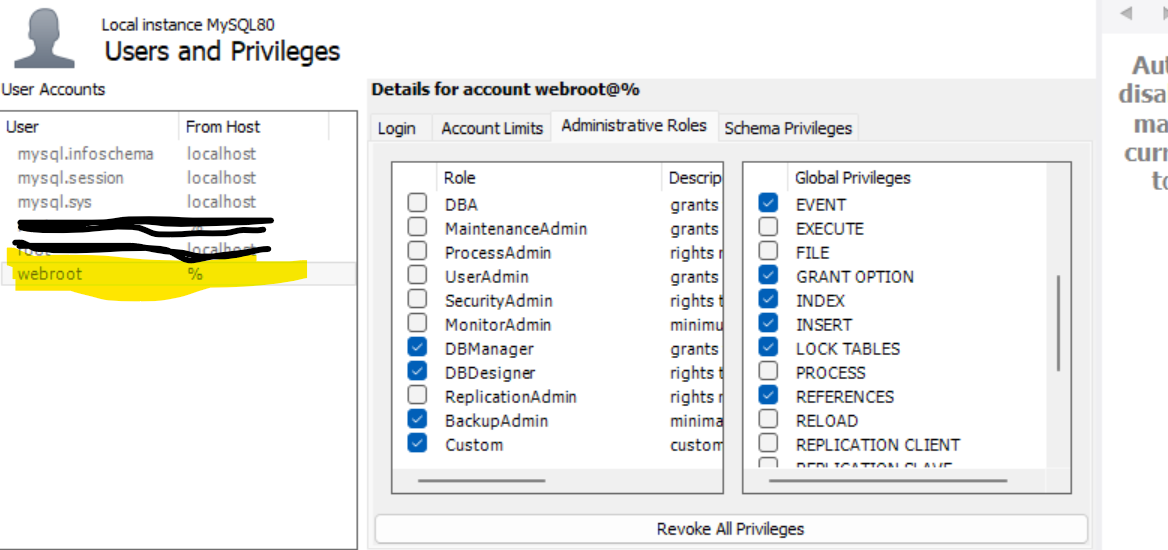 Local instance MySQL80
Users and Privileges
User Accounts
User From Host
mysql.infoschema localhost
mysql.session localhost
mysql.sys localhost
root localhost
webroot %
Details for account webroot@%
Login Account Limits Administrative Roles Schema Privileges
Role Descrip
DBA grants
MaintenanceAdmin grants
ProcessAdmin rights r
UserAdmin grants
SecurityAdmin rights t
MonitorAdmin minimu
DBManager grants
DBDesigner rights t
ReplicationAdmin rights r
BackupAdmin minima
Custom custom
Global Privileges
EVENT
EXECUTE
FILE
GRANT OPTION
INDEX
INSERT
LOCK TABLES
PROCESS
REFERENCES
RELOAD
REPLICATION CLIENT
REPLICATION SLAVE
Revoke All Privileges
Aut
disa
ma
curr
to